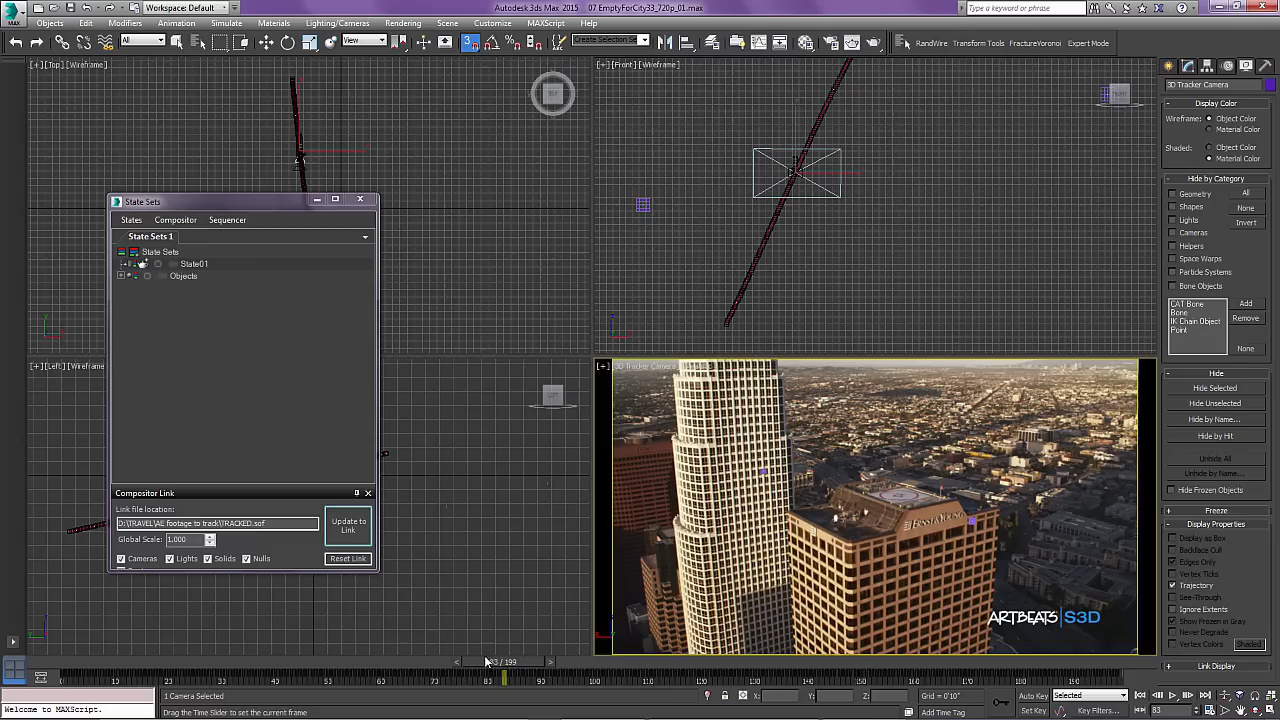 Workspace: Default
Autodesk 3ds Max 2015
07 EmptyForCity33_720p_01.max
Type a keyword or phrase
MAX
Edit
Modifiers
Animation
Simulate
Materials
Lighting/Cameras
Rendering
Scene
Customize
MAXScript
Help
All
View
RandWire
Transform Tools
FractureVoronoi
Expert Mode
[+] [Top] [Wireframe]
[+] [Front] [Wireframe]
3D Tracker Camera
Display Color
Wireframe:
Object Color
Material Color
Shaded:
Object Color
Material Color
Hide by Category
Geometry
All
Shapes
None
Lights
Invert
Cameras
Helpers
Space Warps
Particle Systems
Bone Objects
CAT Bone
Bone
IK Chain Object
Point
Add
Remove
None
State Sets
States
Compositor
Sequencer
State Sets 1
State Sets
State01
Objects
Compositor Link
Link file location:
D:\TRAVEL\AE footage to track\TRACKED.sof
Update to Link
Global Scale:
1.000
Cameras
Lights
Solids
Nulls
Reset Link
[+] [Left] [Wireframe]
[+] [3D Tracker Camera]
ERNST & YOUNG
ARTBEATS|S3D
Hide
Hide Selected
Hide Unselected
Hide by Name...
Hide by Hit
Unhide All
Unhide by Name...
Hide Frozen Objects
Freeze
Display Properties
Display as Box
Backface Cull
Edges Only
Vertex Ticks
Trajectory
See-Through
Ignore Extents
Show Frozen in Gray
Never Degrade
Vertex Colors
Shaded
Link Display
83 / 199
1 Camera Selected
X:
Y:
Z:
Grid = 0'10"
Auto Key
Selected
Welcome to MAXScript.
Drag the Time Slider to set the current frame
Add Time Tag
Set Key
Key Filters...
83